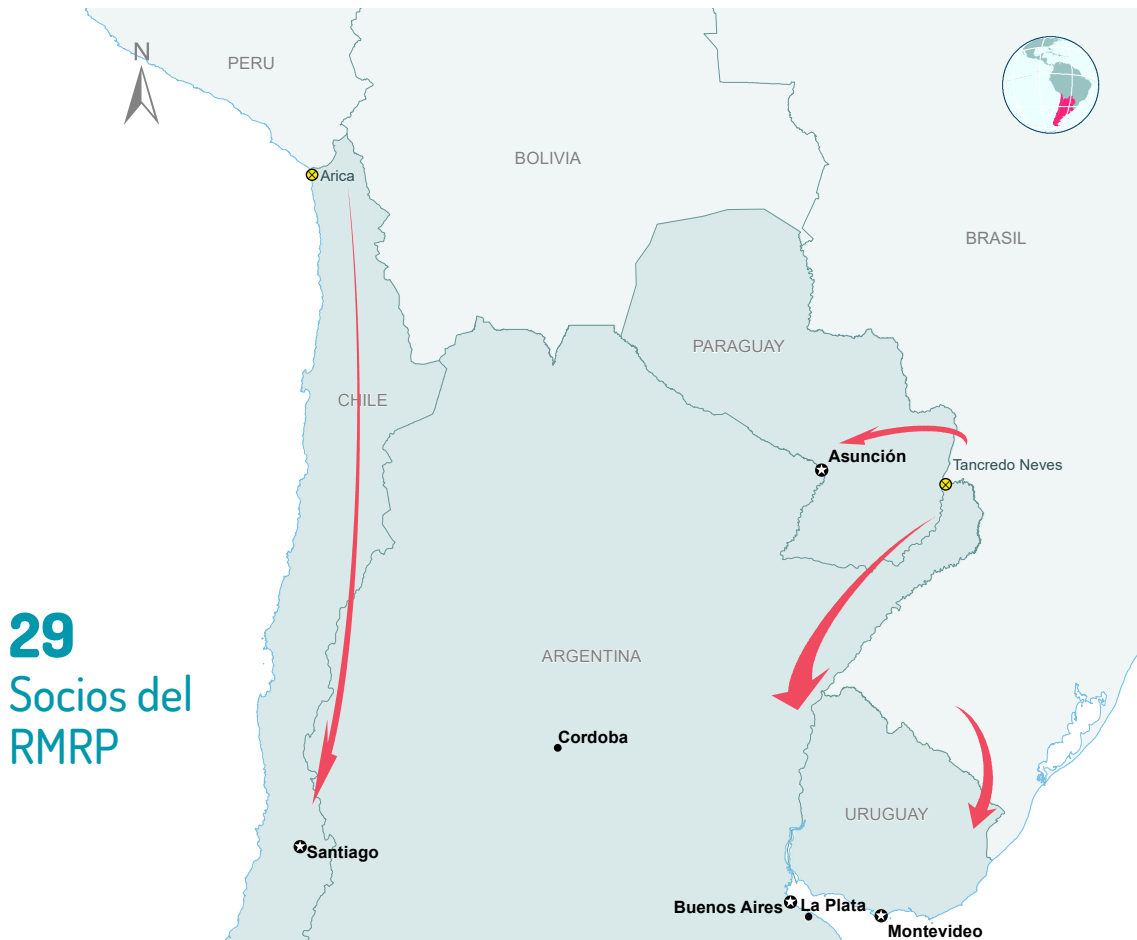 N
PERU
BOLIVIA
Arica
BRASIL
PARAGUAY
CHILE
Asunción
Tancredo Neves
29
Socios del
RMRP
ARGENTINA
Cordoba
URUGUAY
Santiago
Buenos Aires
La Plata
Montevideo